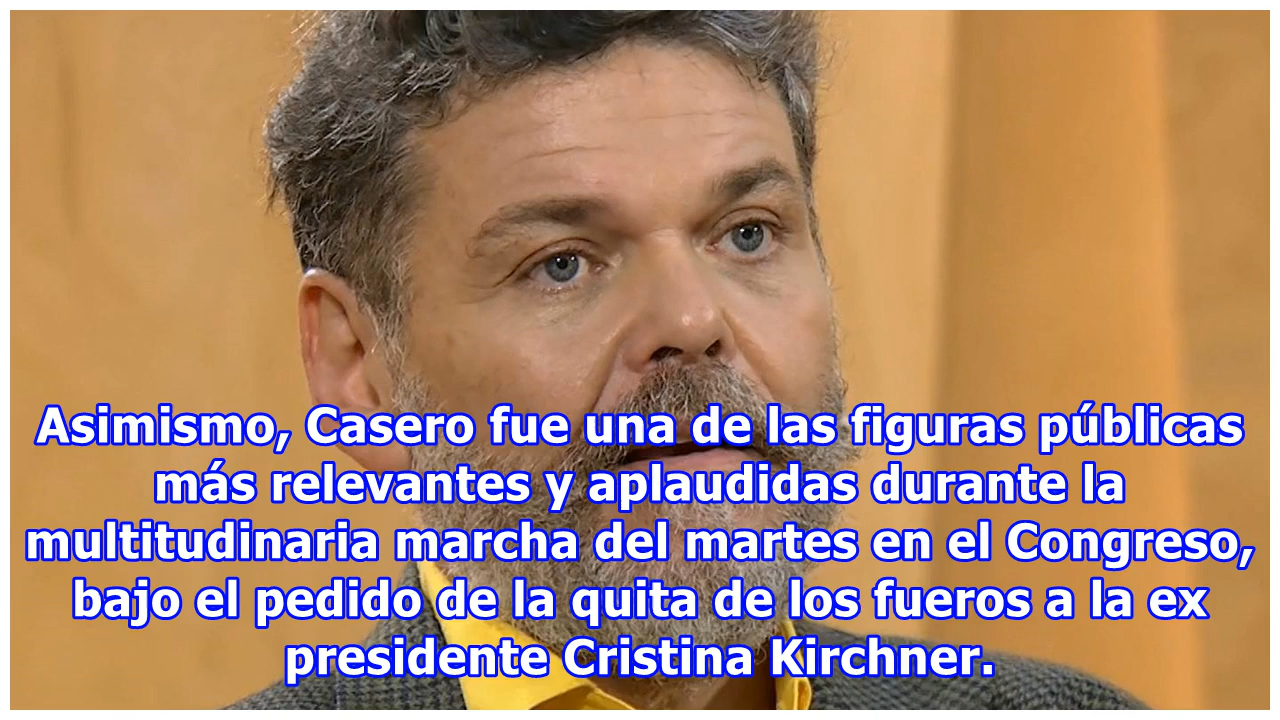 Asimismo, Casero fue una de las figuras públicas
más relevantes y aplaudidas durante la
multitudinaria marcha del martes en el Congreso,
bajo el pedido de la quita de los fueros a la ex
presidente Cristina Kirchner.